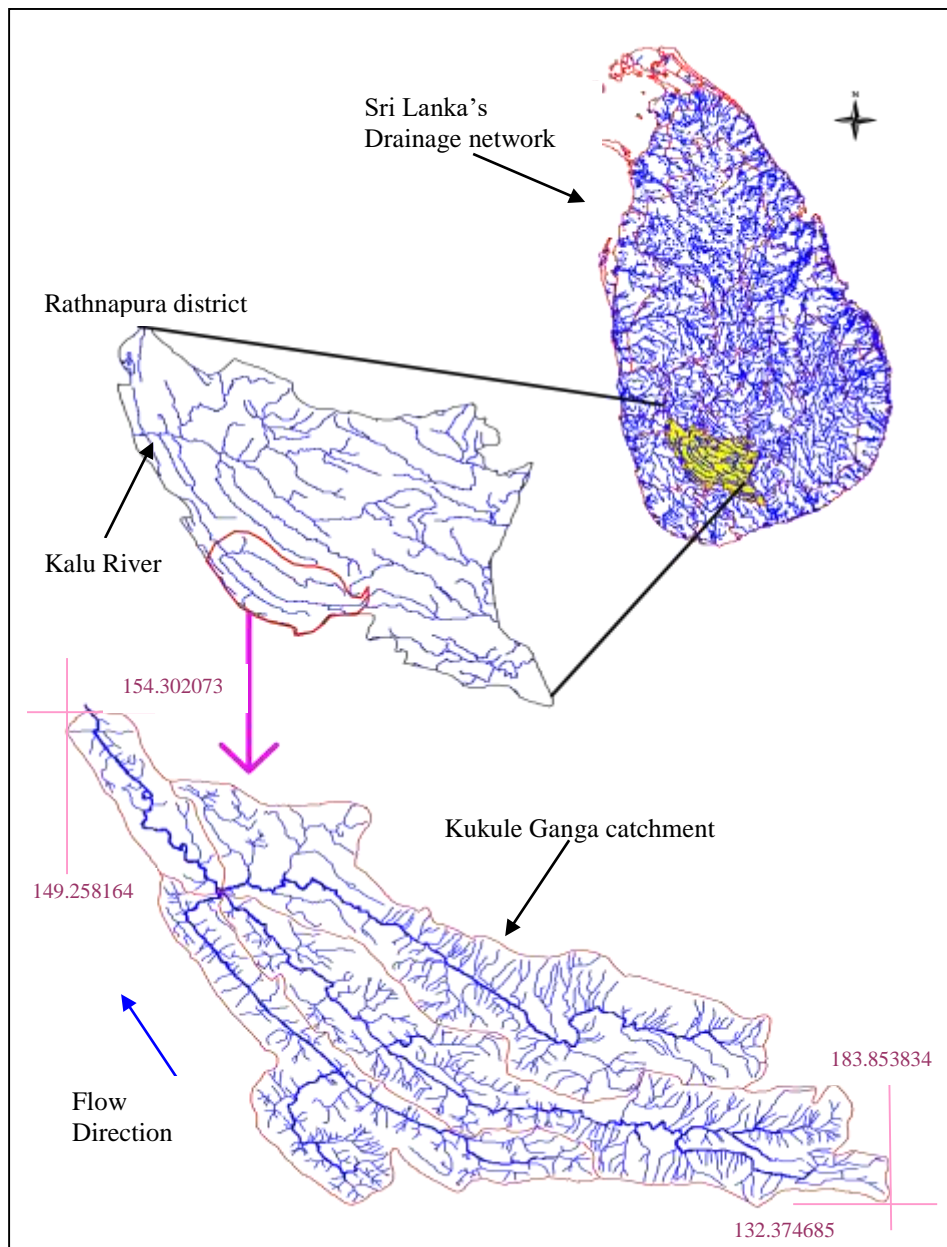 Sri Lanka's
Drainage network
N
Rathnapura district
Kalu River
154.302073
Kukule Ganga catchment
149.258164
183.853834
Flow
Direction
132.374685